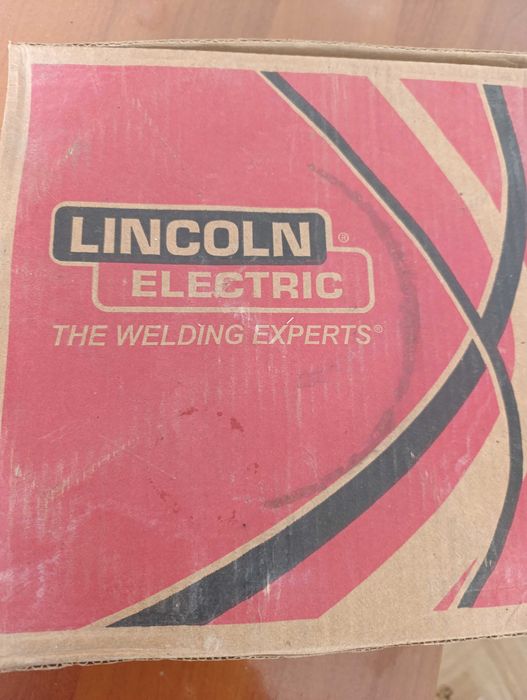 LINCOLN ®
ELECTRIC
THE WELDING EXPERTS®